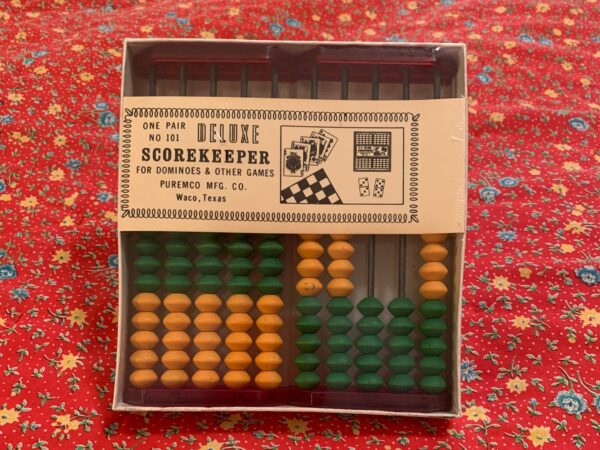 ONE PAIR
NO 101
DELUXE
SCOREKEEPER
FOR DOMINOES & OTHER GAMES
PUREMCO MFG. CO.
Waco, Texas